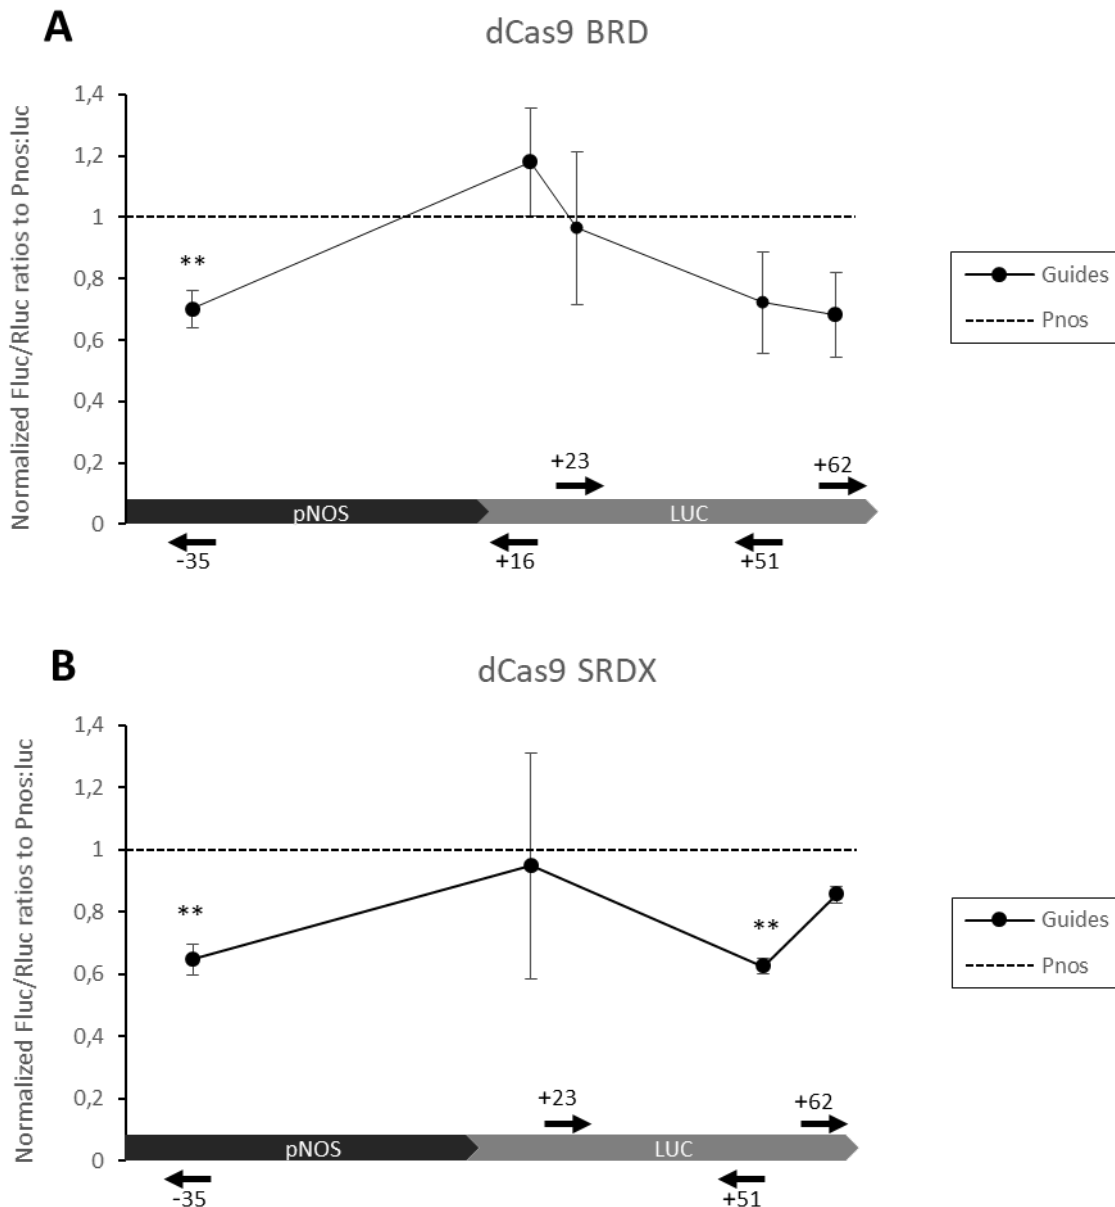 A
dCas9 BRD
Normalized Fluc/Rluc ratios to Pnos:luc
1,4
1,2
1
0,8
0,6
0,4
0,2
0
**
+23
+62
pNOS
LUC
-35
+16
+51
Guides
Pnos
B
dCas9 SRDX
Normalized Fluc/Rluc ratios to Pnos:luc
1,4
1,2
1
0,8
0,6
0,4
0,2
0
**
**
+23
+62
pNOS
LUC
-35
+51
Guides
Pnos